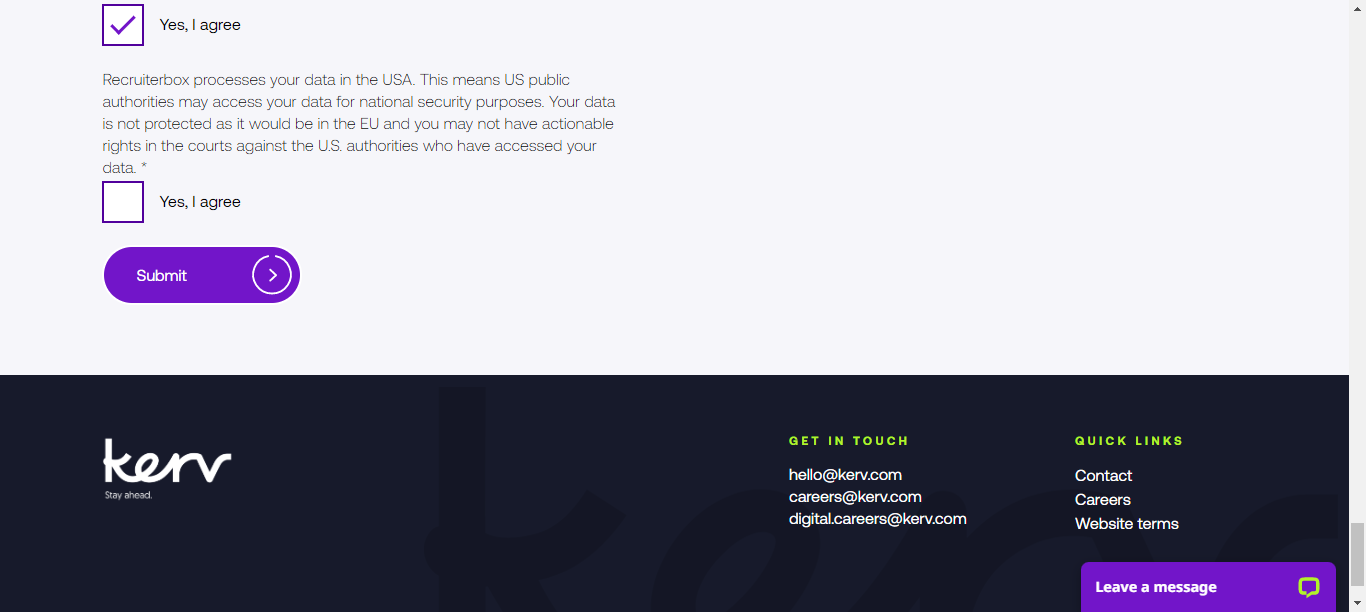 Yes, I agree
Recruiterbox processes your data in the USA. This means US public
authorities may access your data for national security purposes. Your data
is not protected as it would be in the EU and you may not have actionable
rights in the courts against the U.S. authorities who have accessed your
data. *
Yes, I agree
Submit
kerv
Stay ahead.
GET IN TOUCH
hello@kerv.com
careers@kerv.com
digital.careers@kerv.com
QUICK LINKS
Contact
Careers
Website terms
Leave a message